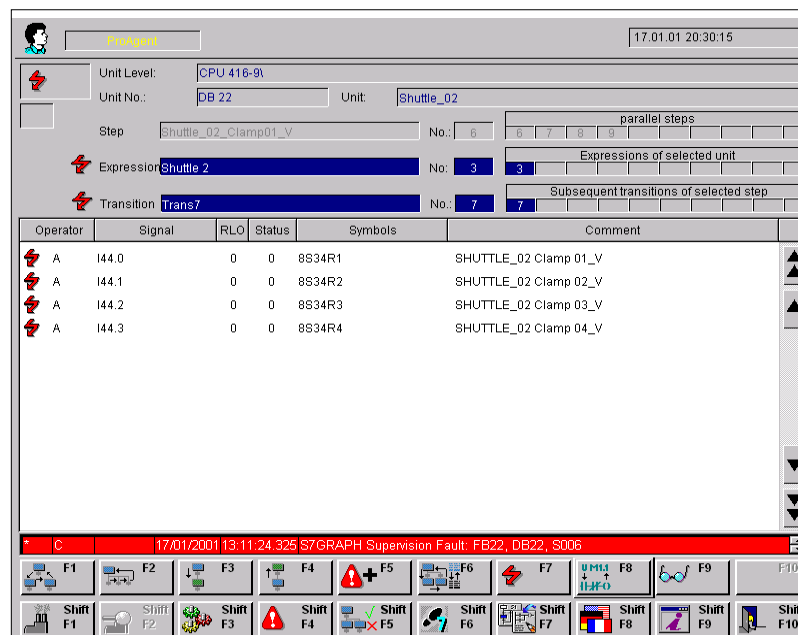 ProAgent
17.01.01 20:30:15
Unit Level: CPU 416-9\
Unit No.: DB 22 Unit: Shuttle_02
parallel steps
Step Shuttle_02_Clamp01_V No.: 6 6 7 8 9
Expressions of selected unit
Expression Shuttle 2 No: 3 3
Subsequent transitions of selected step
Transition Trans7 No.: 7 7
Operator Signal RLO Status Symbols Comment
A I44.0 0 0 8S34R1 SHUTTLE_02 Clamp 01_V
A I44.1 0 0 8S34R2 SHUTTLE_02 Clamp 02_V
A I44.2 0 0 8S34R3 SHUTTLE_02 Clamp 03_V
A I44.3 0 0 8S34R4 SHUTTLE_02 Clamp 04_V
* C 17/01/2001 13:11:24.325 S7GRAPH Supervision Fault: FB22, DB22, S006
F1 F2 F3 F4 F5 F6 F7 U M1.1 F8 F9 F10
Shift Shift Shift Shift Shift Shift Shift Shift Shift Shift
F1 F2 F3 F4 F5 F6 F7 F8 F9 F10